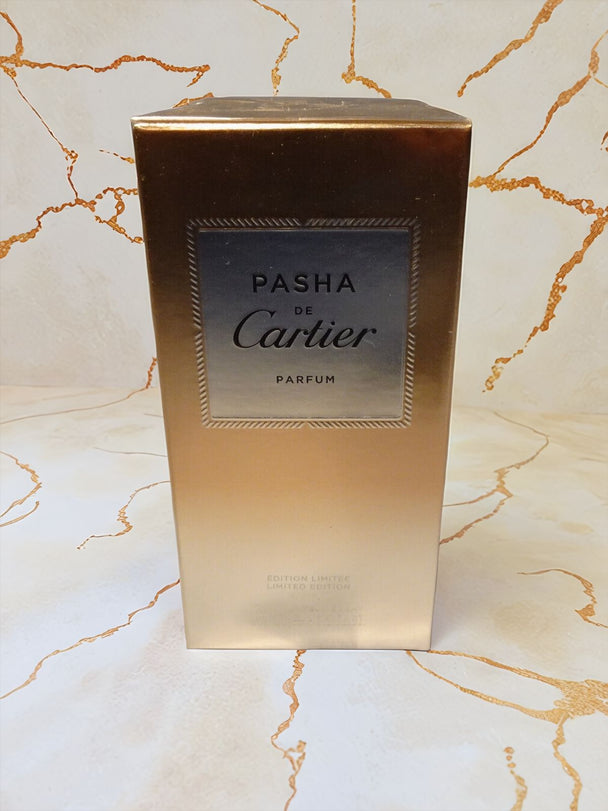 PASHA
DE
Cartier
PARFUM
ÉDITION LIMITÉE
LIMITED EDITION